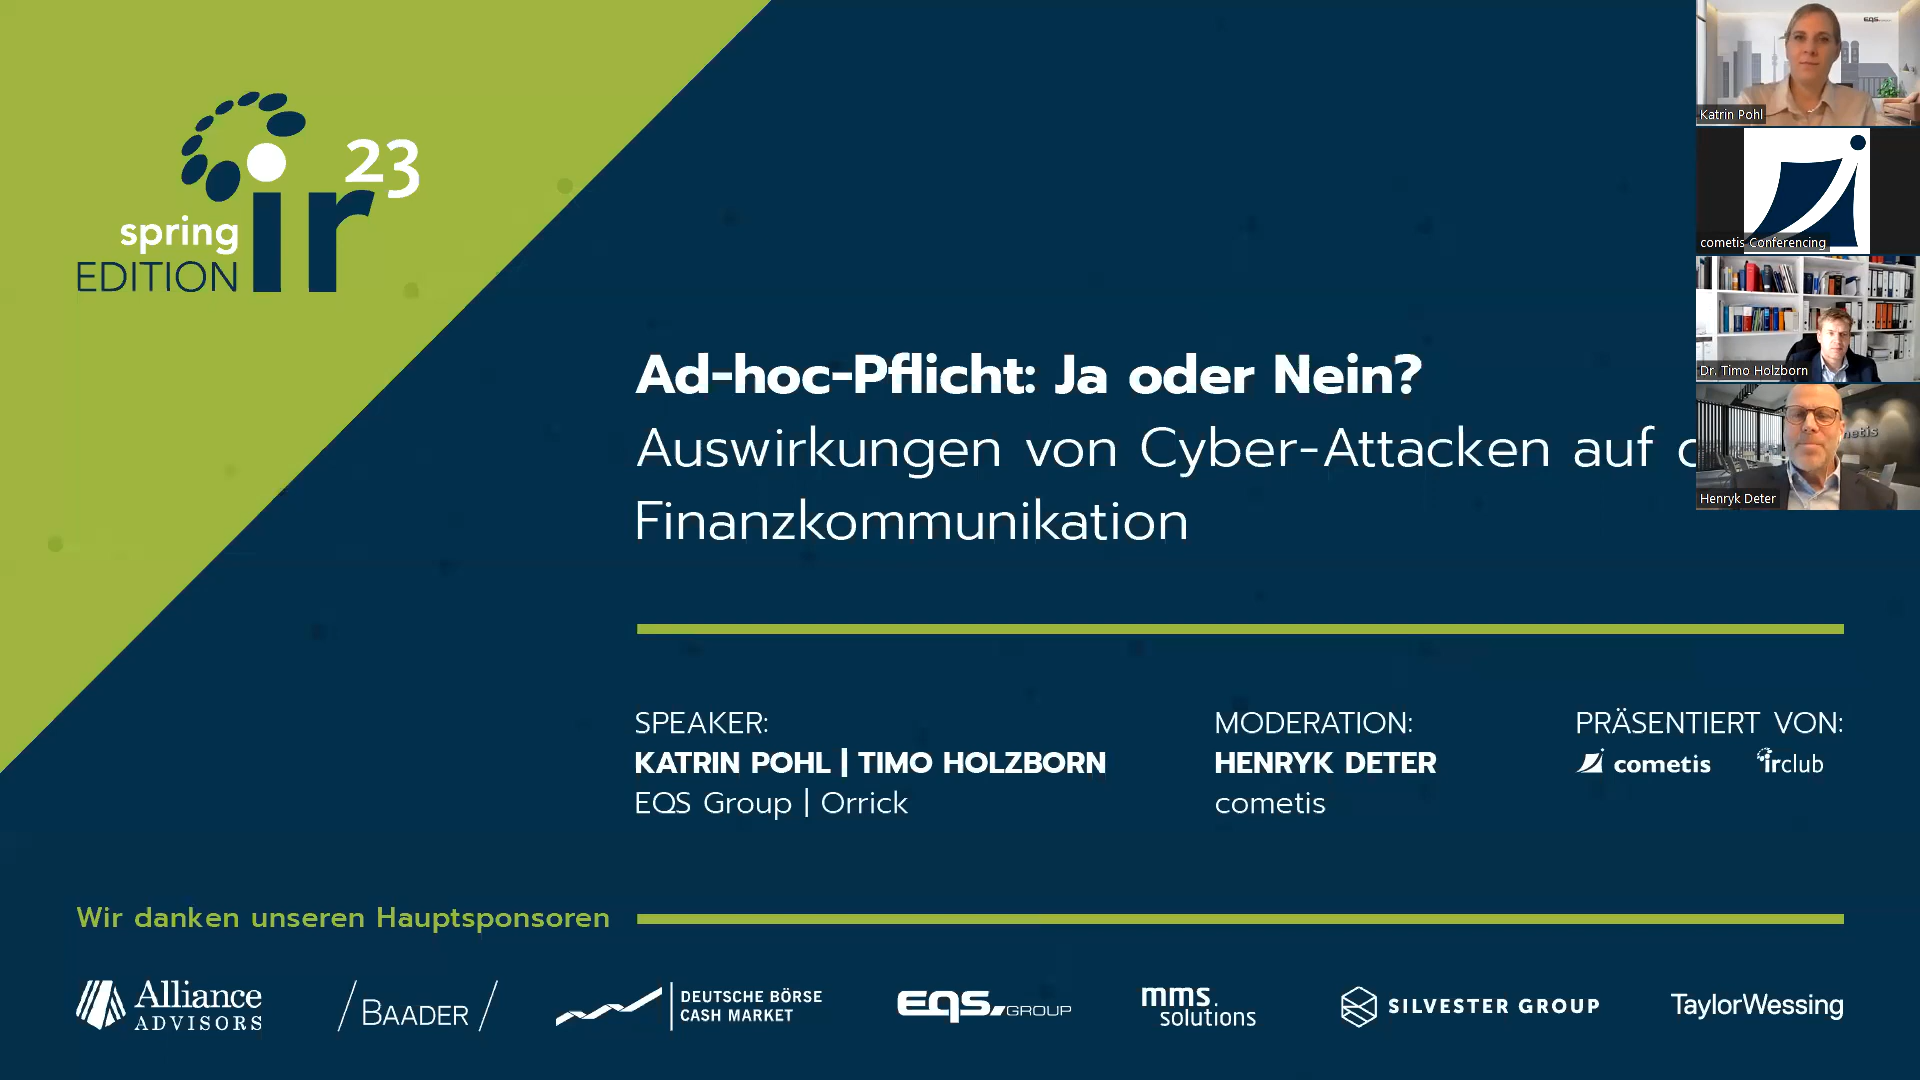 23
ir
spring
EDITION
Ad-hoc-Pflicht: Ja oder Nein?
Auswirkungen von Cyber-Attacken auf
Finanzkommunikation
SPEAKER:
KATRIN POHL | TIMO HOLZBORN
EQS Group | Orrick
MODERATION:
HENRYK DETER
cometis
PRÄSENTIERT VON:
cometis
irclub
Wir danken unseren Hauptsponsoren
Alliance
ADVISORS
BAADER
DEUTSCHE BÖRSE
CASH MARKET
EQS GROUP
mms.
solutions
SILVESTER GROUP
TaylorWessing
EQS
Katrin Pohl
cometis Conferencing
Dr. Timo Holzborn
Henryk Deter